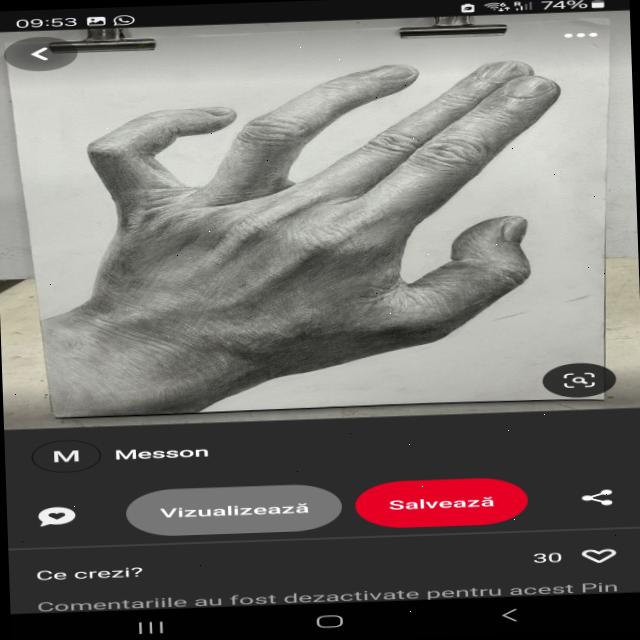 09:53
74%
M Messon
Vizualizează
Salvează
Ce crezi?
30
Comentariile au fost dezactivate pentru acest Pin